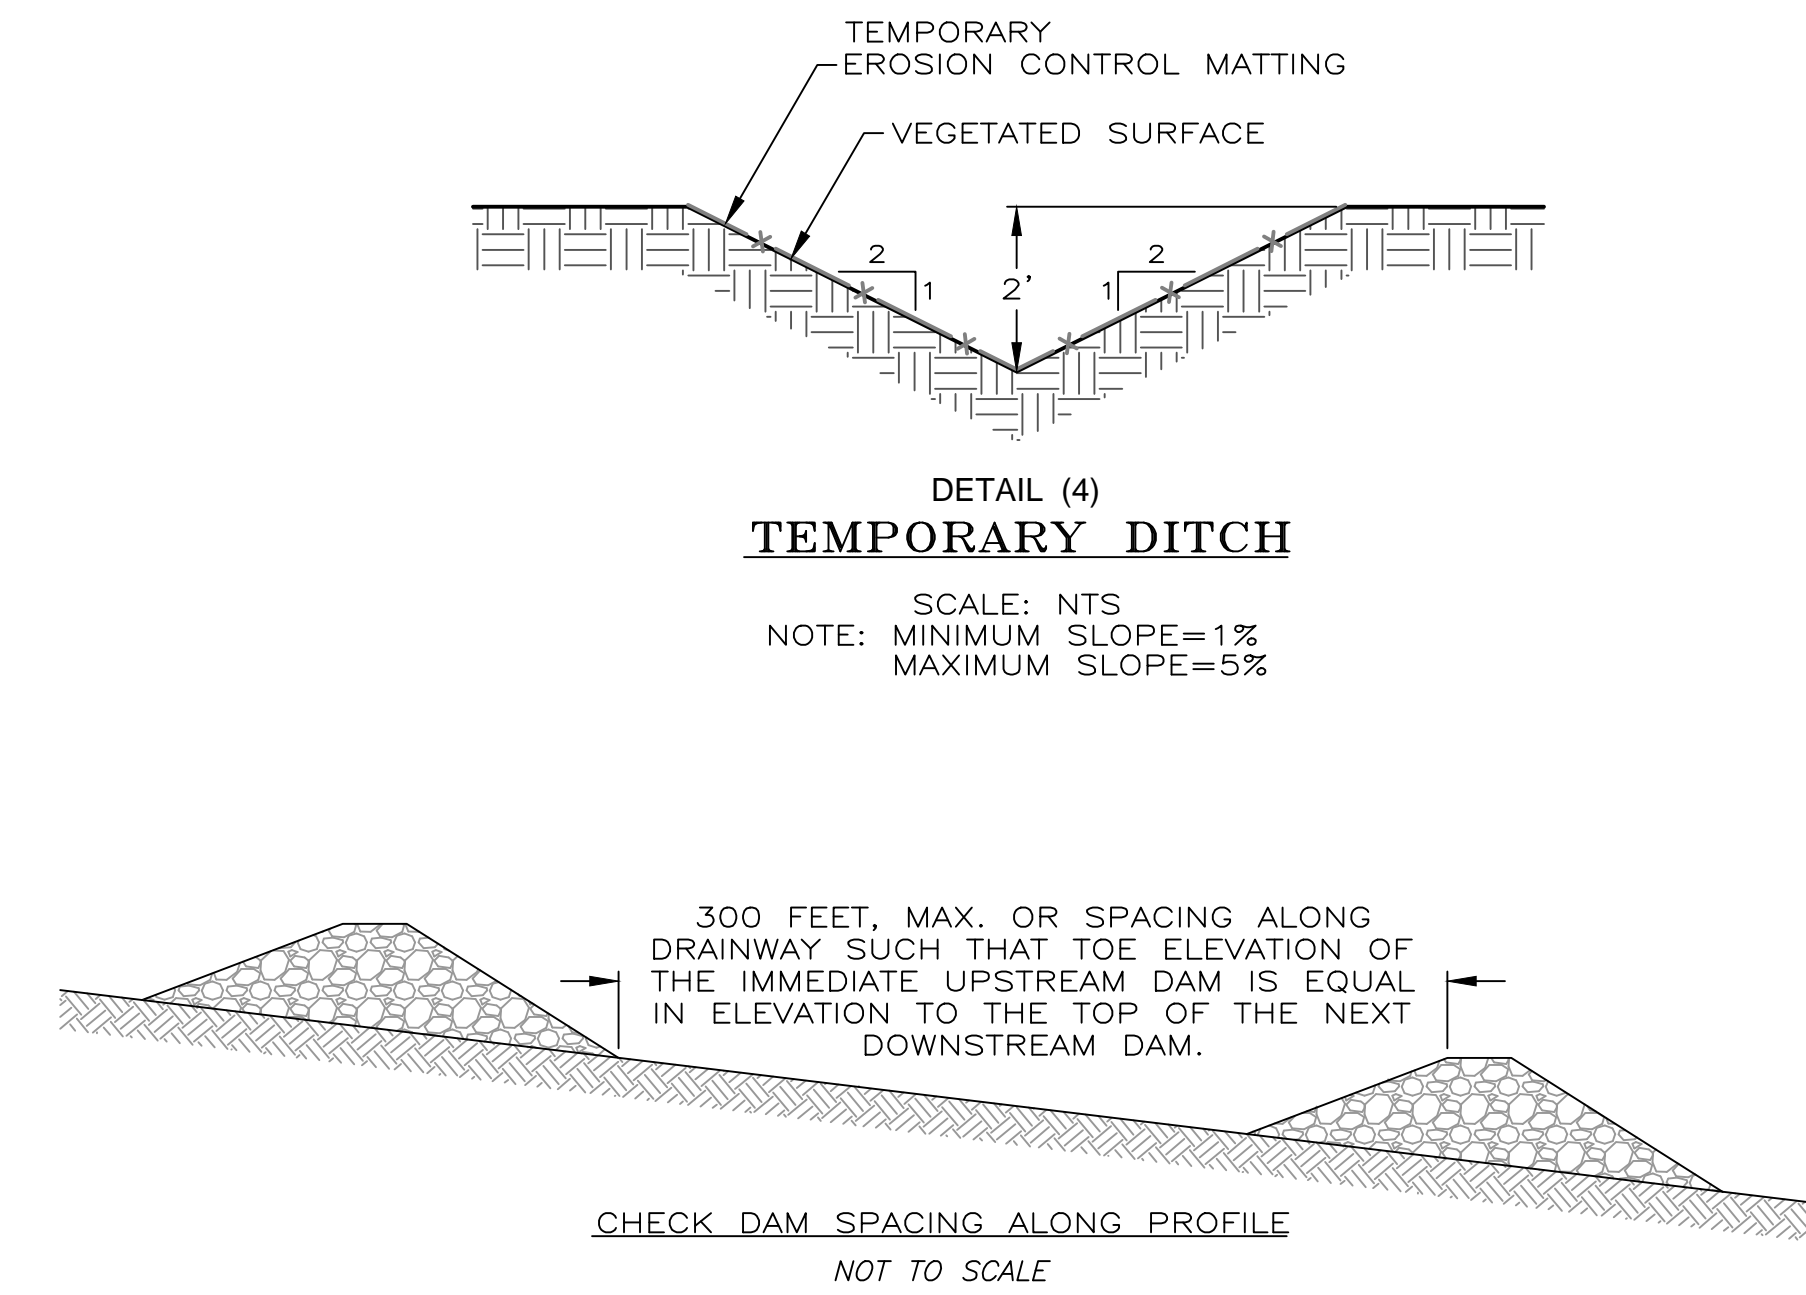 TEMPORARY
EROSION CONTROL MATTING
VEGETATED SURFACE
2
1
2'
2
1
DETAIL (4)
TEMPORARY DITCH
SCALE: NTS
NOTE: MINIMUM SLOPE=1%
MAXIMUM SLOPE=5%
300 FEET, MAX. OR SPACING ALONG
DRAINWAY SUCH THAT TOE ELEVATION OF
THE IMMEDIATE UPSTREAM DAM IS EQUAL
IN ELEVATION TO THE TOP OF THE NEXT
DOWNSTREAM DAM.
CHECK DAM SPACING ALONG PROFILE
NOT TO SCALE